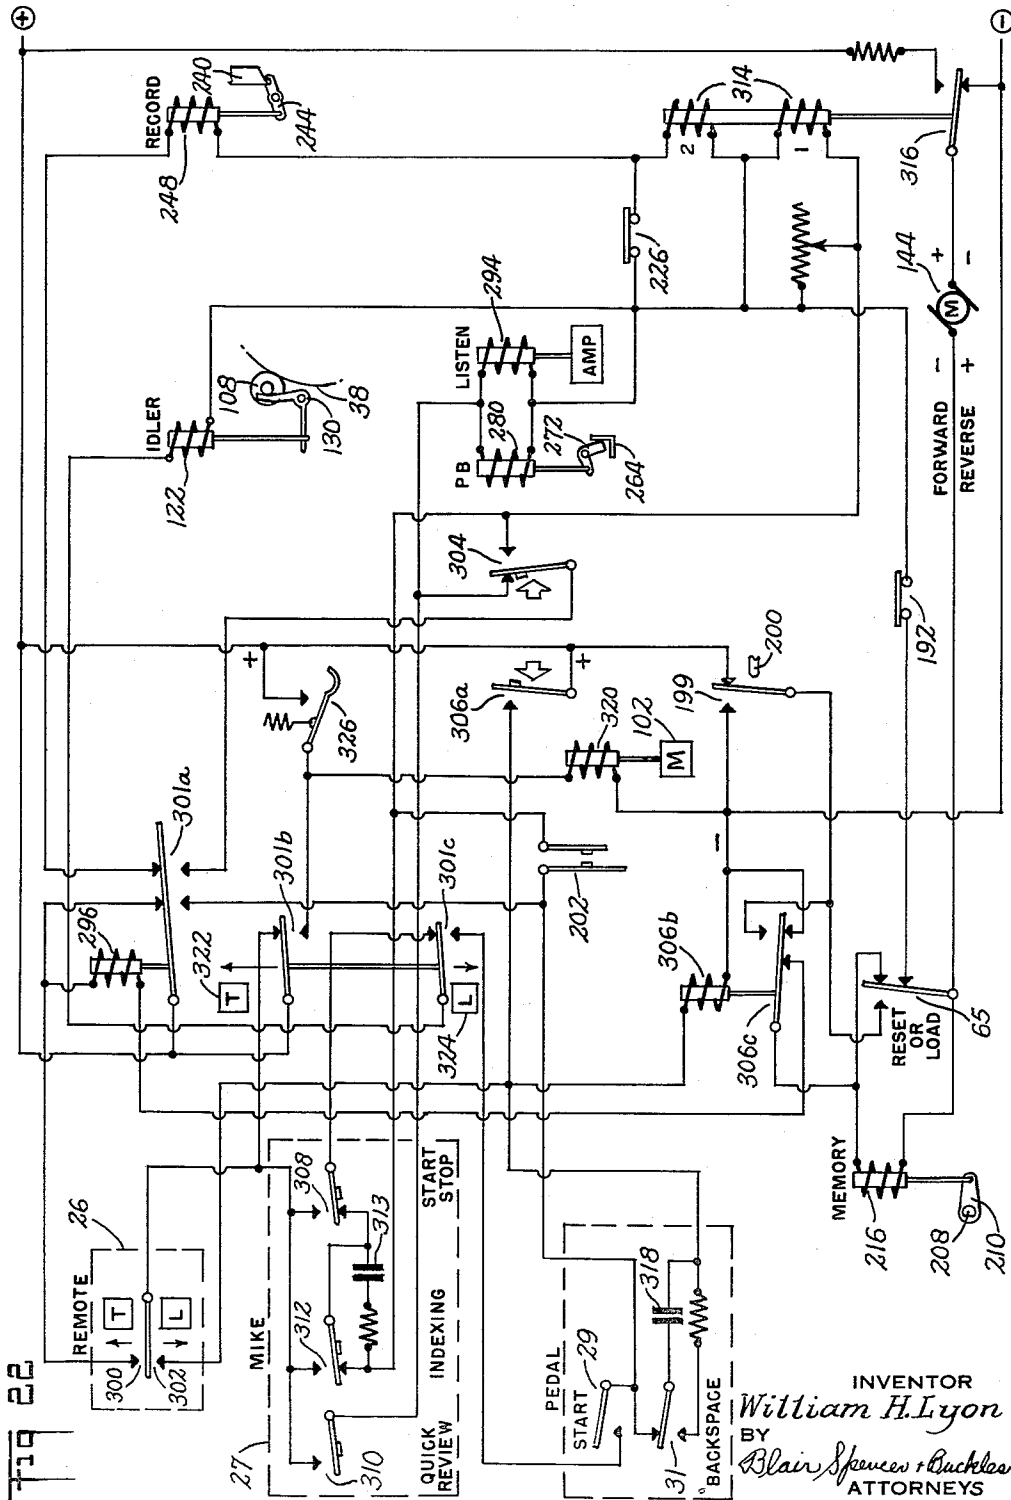 +
RECORD
240
244
248
IDLER
108
122
130
38
LISTEN
294
AMP
PB
280
272
264
226
314
2
1
316
144
M
+
-
-
+
FORWARD
REVERSE
304
+
326
306a
+
320
102
M
199
200
192
-
301a
301b
301c
296
322
T
324
L
202
306b
306c
RESET
OR
LOAD
65
REMOTE
26
T
L
300
302
MIKE
27
308
312
313
310
START
STOP
INDEXING
QUICK
REVIEW
PEDAL
START
29
318
31
"BACKSPACE
MEMORY
216
208
210
-
Fig 22
INVENTOR
William H. Lyon
BY
Blair Spencer & Buckles
ATTORNEYS